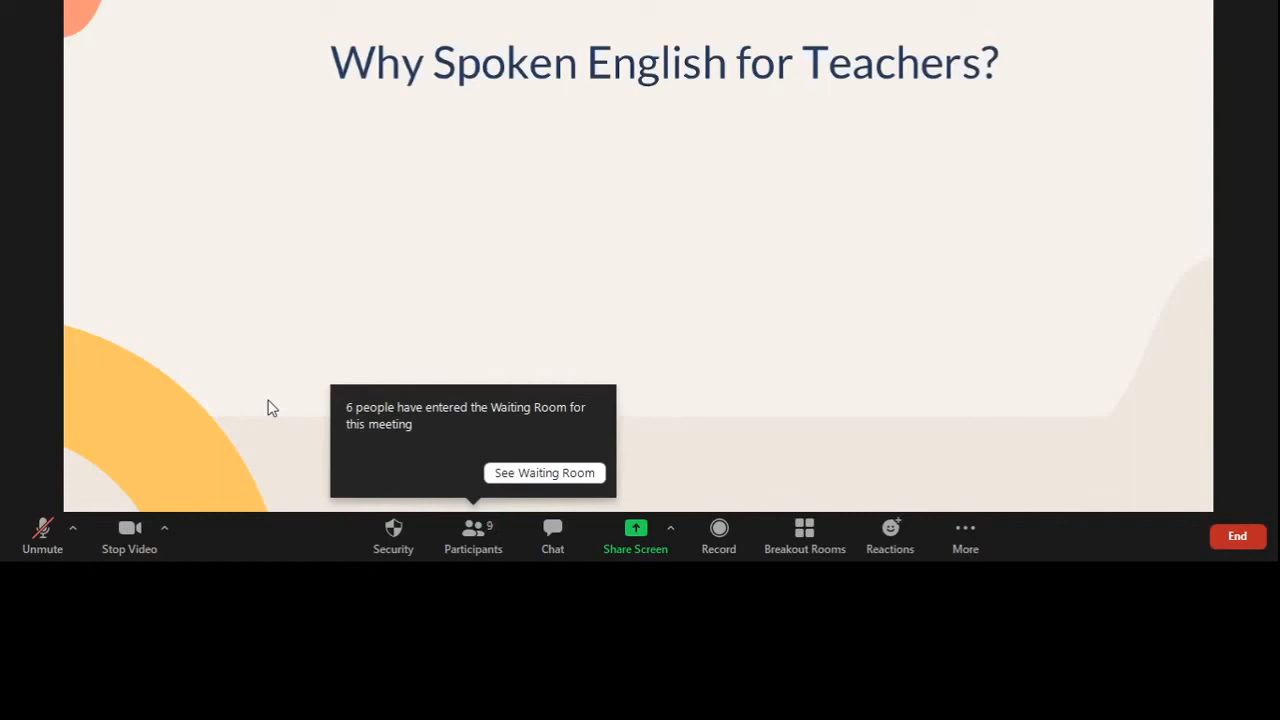 Why Spoken English for Teachers?
6 people have entered the Waiting Room for
this meeting
See Waiting Room
9
Unmute
Stop Video
Security
Participants
Chat
Share Screen
Record
Breakout Rooms
Reactions
More
End